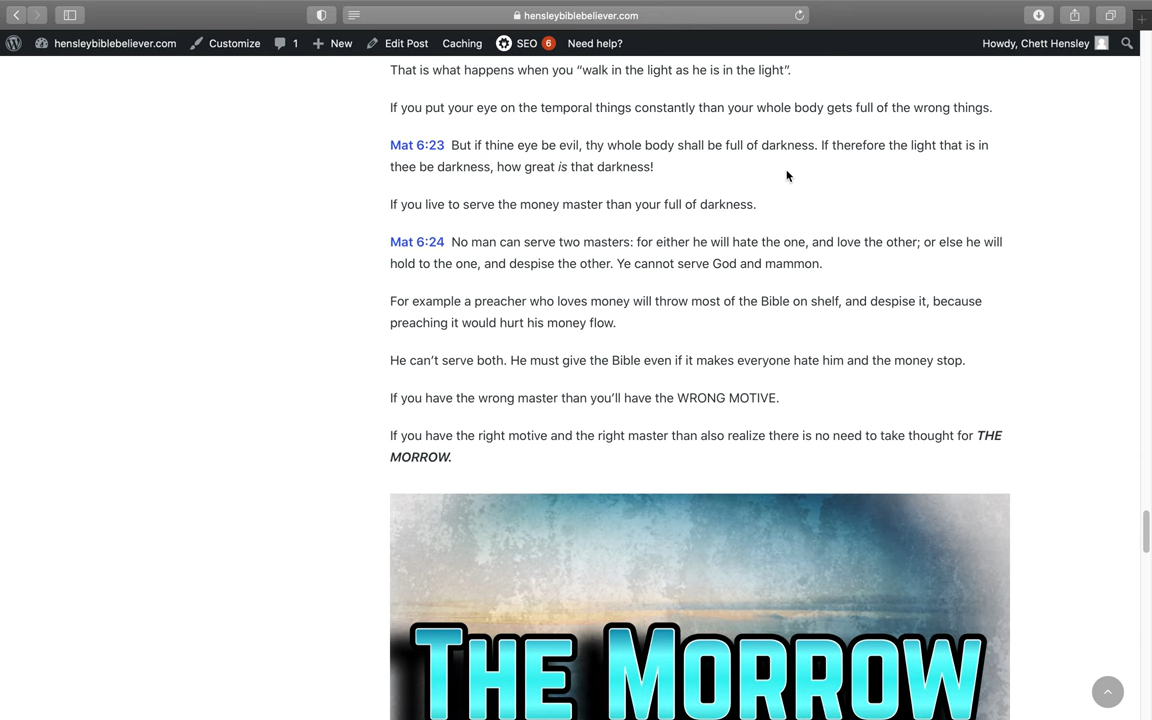 hensleybiblebeliever.com
hensleybiblebeliever.com Customize 1 New Edit Post Caching SEO 6 Need help? Howdy, Chett Hensley
That is what happens when you “walk in the light as he is in the light”.
If you put your eye on the temporal things constantly than your whole body gets full of the wrong things.
Mat 6:23 But if thine eye be evil, thy whole body shall be full of darkness. If therefore the light that is in
thee be darkness, how great is that darkness!
If you live to serve the money master than your full of darkness.
Mat 6:24 No man can serve two masters: for either he will hate the one, and love the other; or else he will
hold to the one, and despise the other. Ye cannot serve God and mammon.
For example a preacher who loves money will throw most of the Bible on shelf, and despise it, because
preaching it would hurt his money flow.
He can’t serve both. He must give the Bible even if it makes everyone hate him and the money stop.
If you have the wrong master than you’ll have the WRONG MOTIVE.
If you have the right motive and the right master than also realize there is no need to take thought for THE
MORROW.
THE MORROW